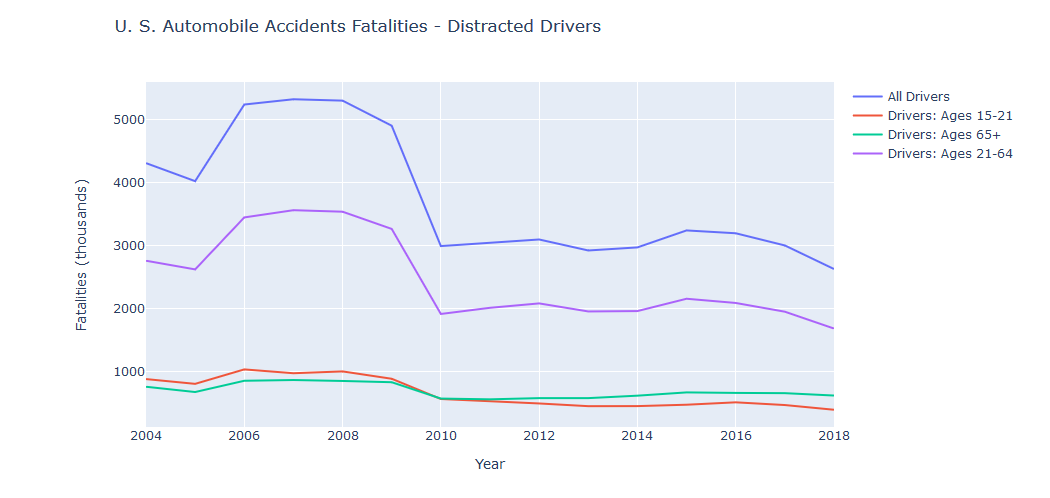 U. S. Automobile Accidents Fatalities - Distracted Drivers
All Drivers
Drivers: Ages 15-21
Drivers: Ages 65+
Drivers: Ages 21-64
Fatalities (thousands)
5000
4000
3000
2000
1000
2004 2006 2008 2010 2012 2014 2016 2018
Year